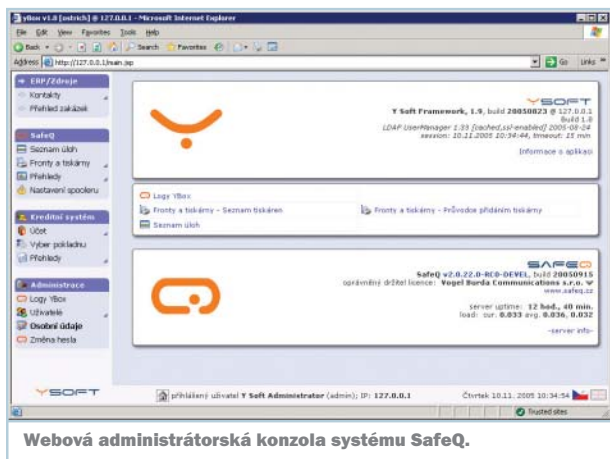 yBox v1.8 [ostrich] @ 127.0.0.1 - Microsoft Internet Explorer
File Edit View Favorites Tools Help
Back Search Favorites
Address http://127.0.0.1/main.jsp Go Links
ERP/Zdroje
Kontakty
Přehled zakázek
SafeQ
Seznam úloh
Fronty a tiskárny
Přehledy
Nastavení spooleru
Kreditní systém
Účet
Výber pokladnu
Přehledy
Administrace
Logy YBox
Uživatelé
Osobní údaje
Změna hesla
YSOFT
YSOFT
Y Soft Framework, 1.9, build 20050823 @ 127.0.0.1
Build 1.8
LDAP UserManager 1.33 [cached,ssl-enabled] 2005-08-24
session: 10.11.2005 10:34:44, timeout: 15 min
Informace o aplikaci
Logy YBox
Fronty a tiskárny - Seznam tiskáren
Fronty a tiskárny - Průvodce přidáním tiskárny
Seznam úloh
SAFEQ
SafeQ v2.0.22.0-RC0-DEVEL, build 20050915
oprávněný držitel licence: Vogel Burda Communications s.r.o.
www.safeq.cz
server uptime: 12 hod., 40 min.
load: cur. 0.033 avg. 0.036, 0.032
-server info-
přihlášený uživatel Y Soft Administrator (admin); IP: 127.0.0.1
Čtvrtek 10.11. 2005 10:34:54
Trusted sites
Webová administrátorská konzola systému SafeQ.